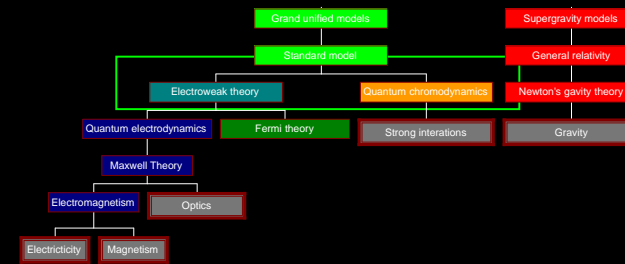 Grand unified models
Supergravity models
Standard model
General relativity
Electroweak theory
Quantum chromodynamics
Newton's gavity theory
Quantum electrodynamics
Fermi theory
Strong interations
Gravity
Maxwell Theory
Electromagnetism
Optics
Electricticity
Magnetism